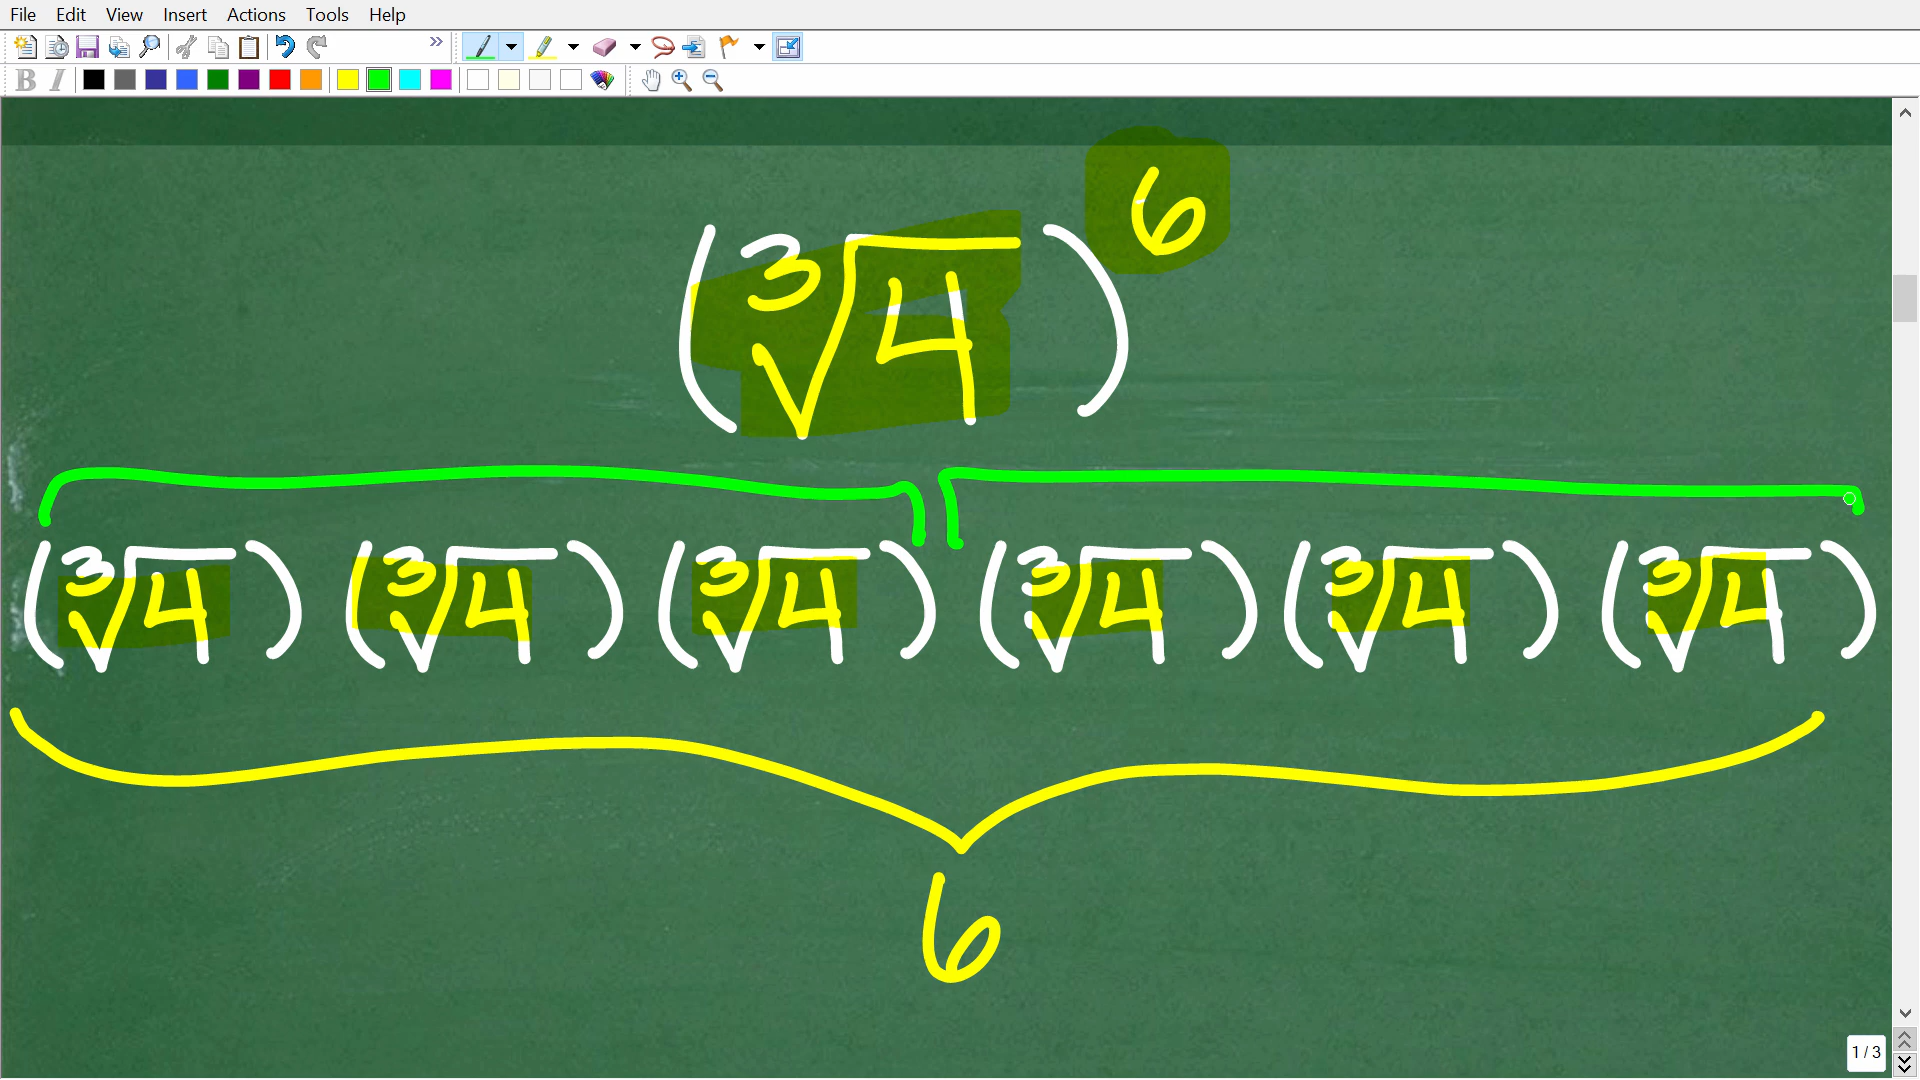 File Edit View Insert Actions Tools Help
»
B I
(∛4)⁶
(∛4) (∛4) (∛4) (∛4) (∛4) (∛4)
6
1 / 3